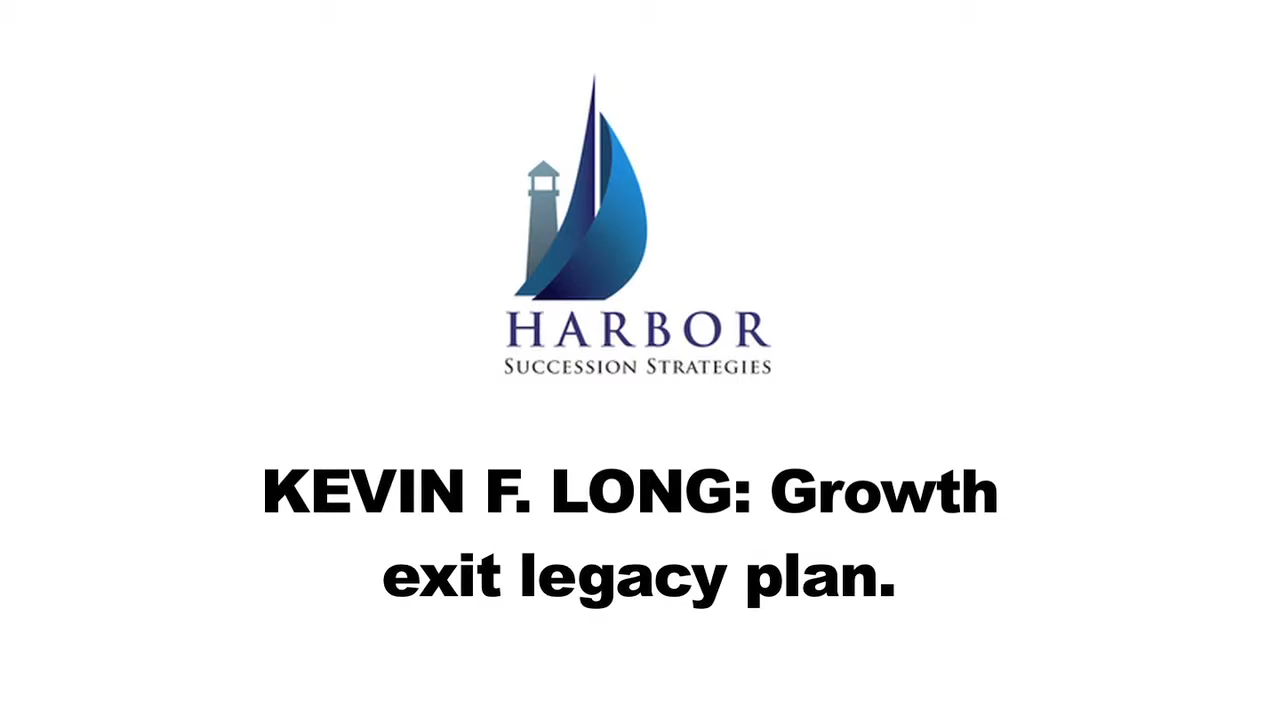 HARBOR
SUCCESSION STRATEGIES
KEVIN F. LONG: Growth
exit legacy plan.